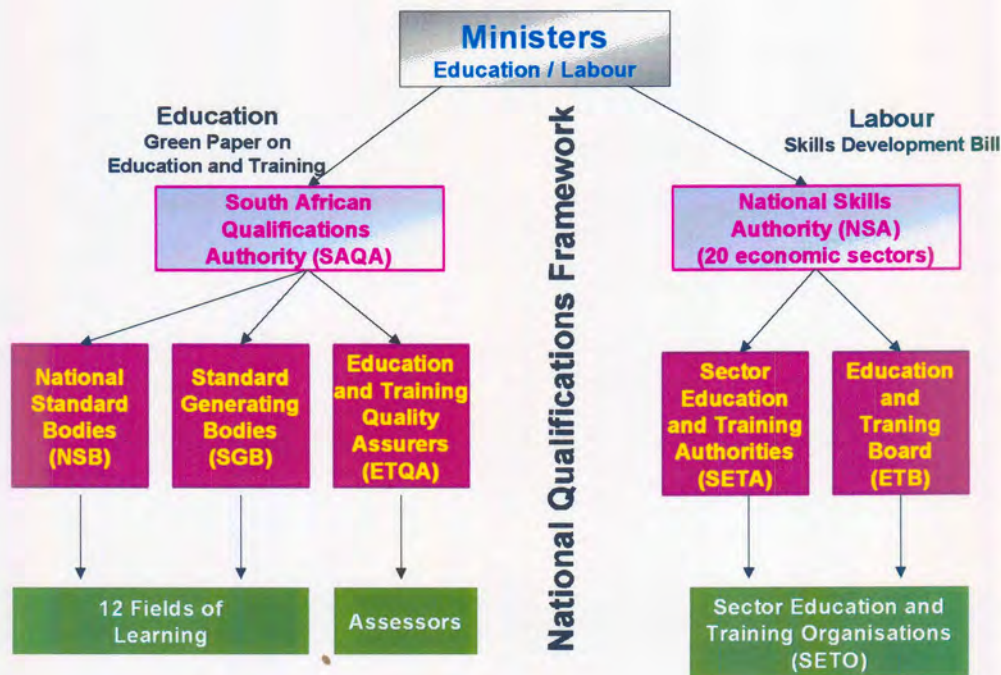 Ministers
Education / Labour
Education
Green Paper on
Education and Training
Labour
Skills Development Bill
South African
Qualifications
Authority (SAQA)
National Skills
Authority (NSA)
(20 economic sectors)
National Qualifications Framework
National
Standard
Bodies
(NSB)
Standard
Generating
Bodies
(SGB)
Education
and Training
Quality
Assurers
(ETQA)
Sector
Education
and Training
Authorities
(SETA)
Education
and
Traning
Board
(ETB)
12 Fields of
Learning
Assessors
Sector Education and
Training Organisations
(SETO)